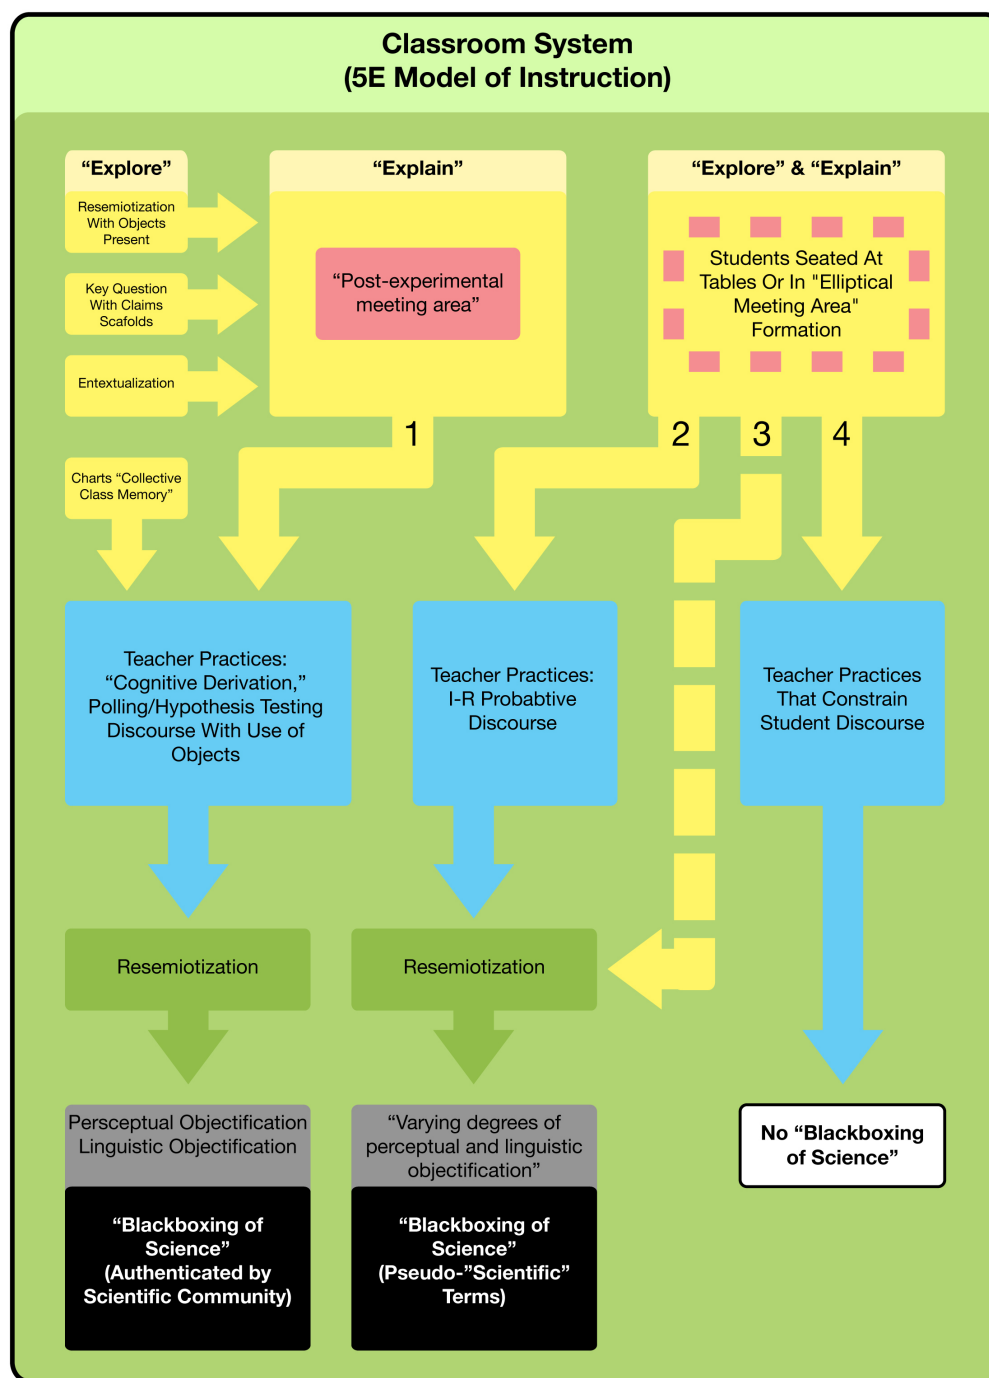 Classroom System
(5E Model of Instruction)
“Explore”
Resemiotization
With Objects
Present
Key Question
With Claims
Scafolds
Entextualization
Charts “Collective
Class Memory”
“Explain”
“Post-experimental
meeting area”
“Explore” & “Explain”
Students Seated At
Tables Or In "Elliptical
Meeting Area"
Formation
1
2
3
4
Teacher Practices:
“Cognitive Derivation,”
Polling/Hypothesis Testing
Discourse With Use of
Objects
Teacher Practices:
I-R Probabtive
Discourse
Teacher Practices
That Constrain
Student Discourse
Resemiotization
Resemiotization
Persceptual Objectification
Linguistic Objectification
“Blackboxing of
Science”
(Authenticated by
Scientific Community)
“Varying degrees of
perceptual and linguistic
objectification”
“Blackboxing of
Science”
(Pseudo-”Scientific”
Terms)
No “Blackboxing
of Science”